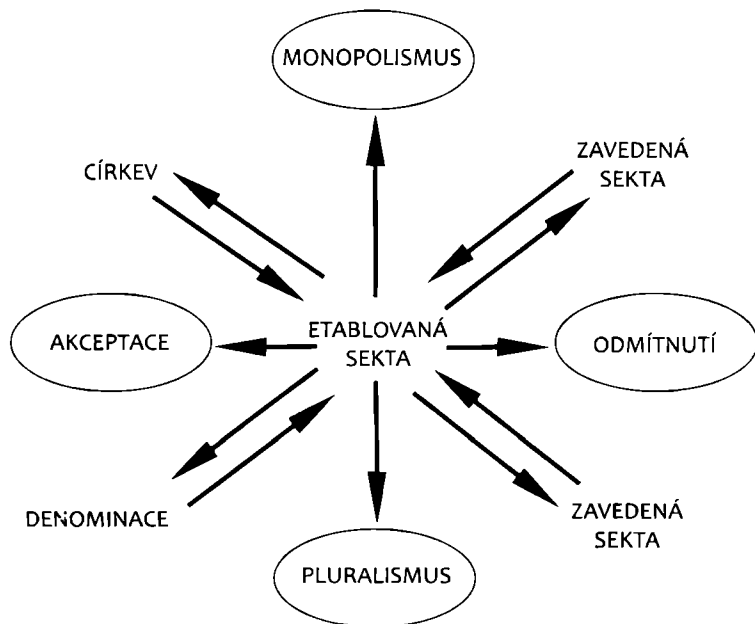 MONOPOLISMUS
CÍRKEV
ZAVEDENÁ
SEKTA
AKCEPTACE
ETABLOVANÁ
SEKTA
ODMÍTNUTÍ
DENOMINACE
ZAVEDENÁ
SEKTA
PLURALISMUS